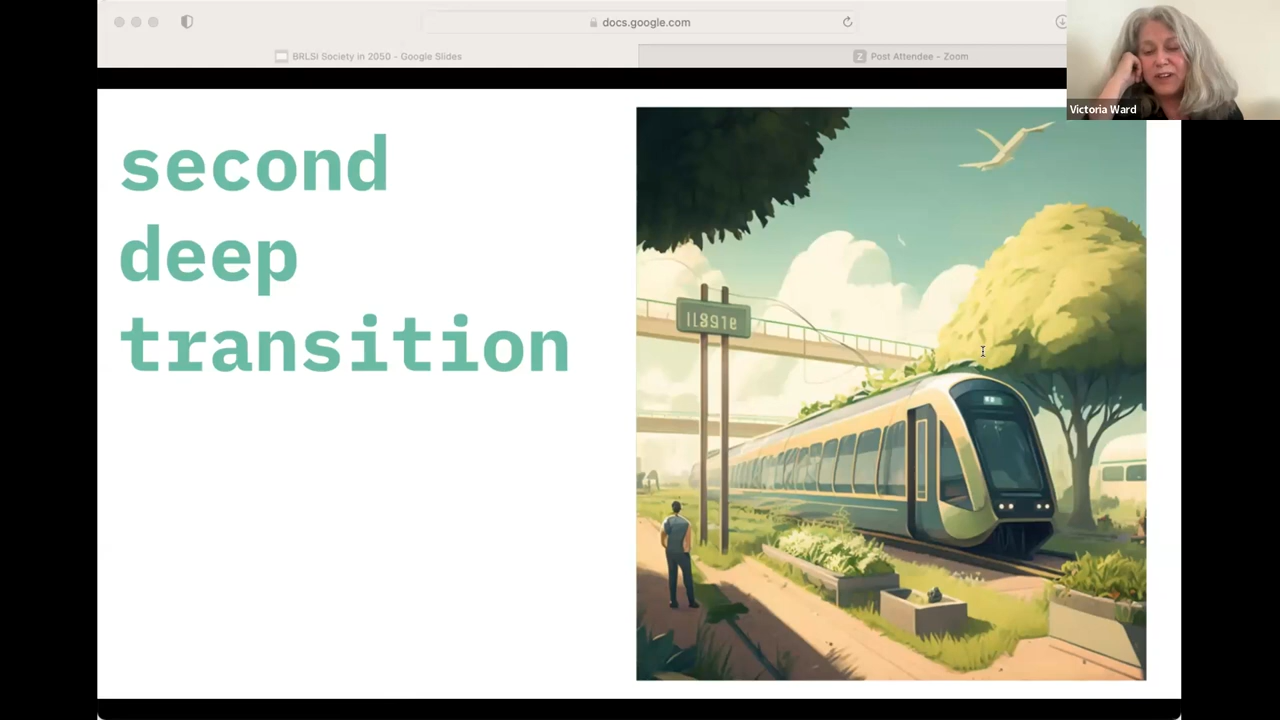 docs.google.com
BRLSI Society in 2050 - Google Slides
Z Post Attendee - Zoom
Victoria Ward
second
deep
transition